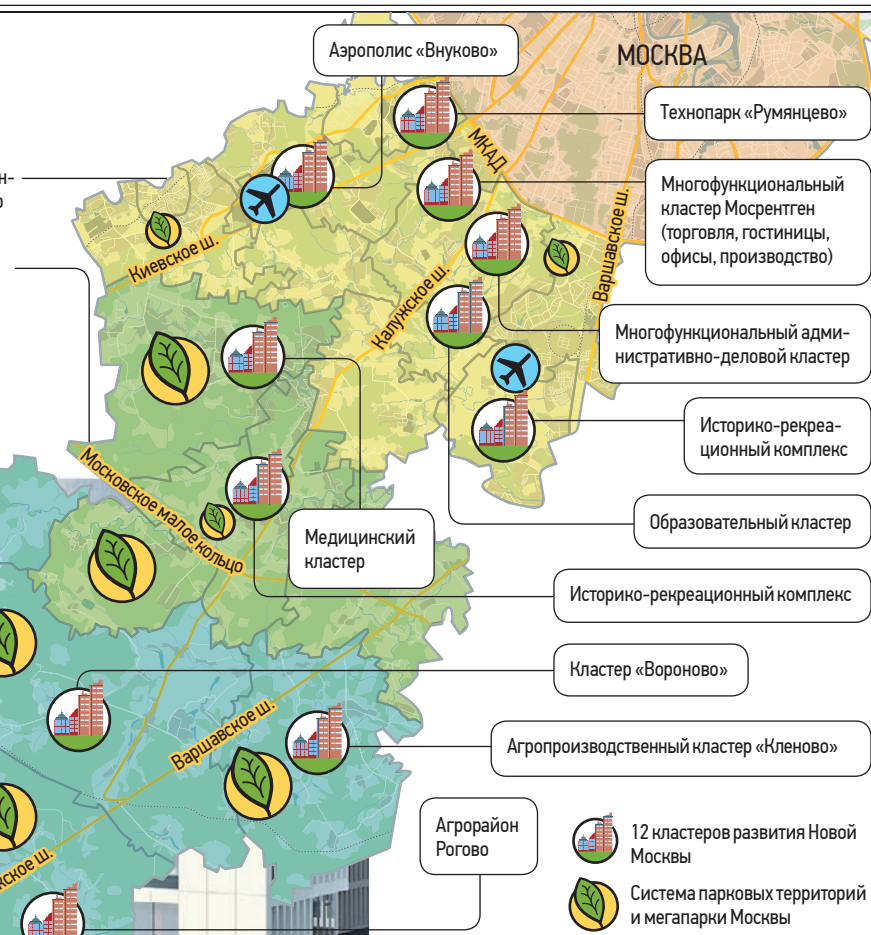 Аэрополис «Внуково»
МОСКВА
Технопарк «Румянцево»
МКАД
Многофункциональный
кластер Мосрентген
(торговля, гостиницы,
офисы, производство)
Киевское ш.
Калужское ш.
Варшавское ш.
Многофункциональный адми-
нистративно-деловой кластер
Историко-рекреа-
ционный комплекс
Московское малое кольцо
Образовательный кластер
Медицинский
кластер
Историко-рекреационный комплекс
Кластер «Вороново»
Варшавское ш.
Агропроизводственный кластер «Кленово»
Агрорайон
Рогово
12 кластеров развития Новой
Москвы
Система парковых территорий
и мегапарки Москвы